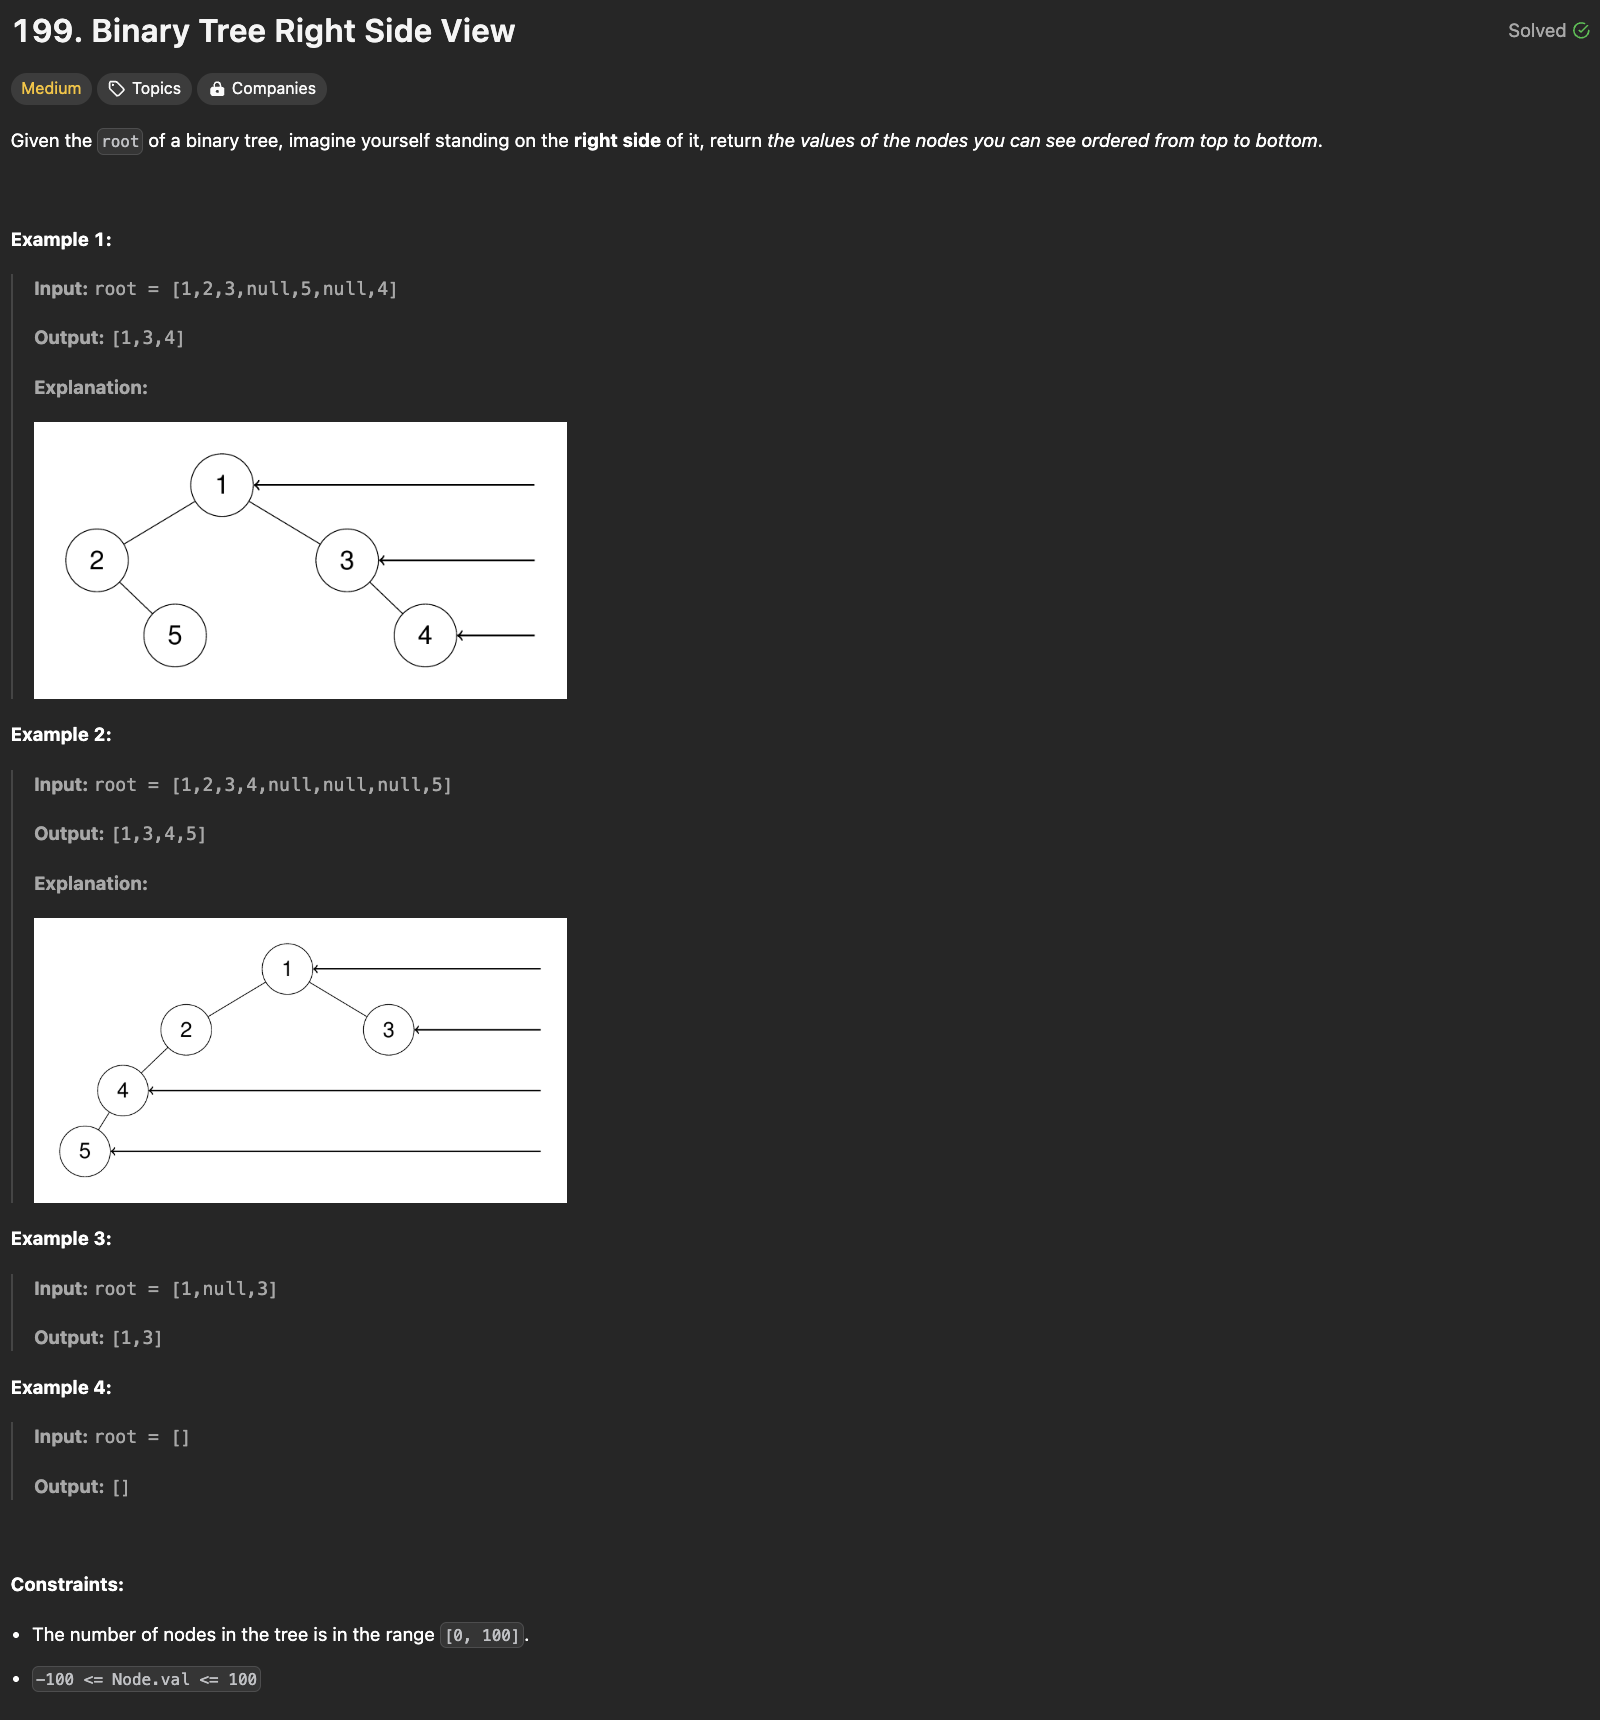 199. Binary Tree Right Side View
Solved
Medium Topics Companies
Given the root of a binary tree, imagine yourself standing on the right side of it, return the values of the nodes you can see ordered from top to bottom.
Example 1:
Input: root = [1,2,3,null,5,null,4]
Output: [1,3,4]
Explanation:
1
2 3
5 4
Example 2:
Input: root = [1,2,3,4,null,null,null,5]
Output: [1,3,4,5]
Explanation:
1
2 3
4
5
Example 3:
Input: root = [1,null,3]
Output: [1,3]
Example 4:
Input: root = []
Output: []
Constraints:
• The number of nodes in the tree is in the range [0, 100].
• -100 <= Node.val <= 100